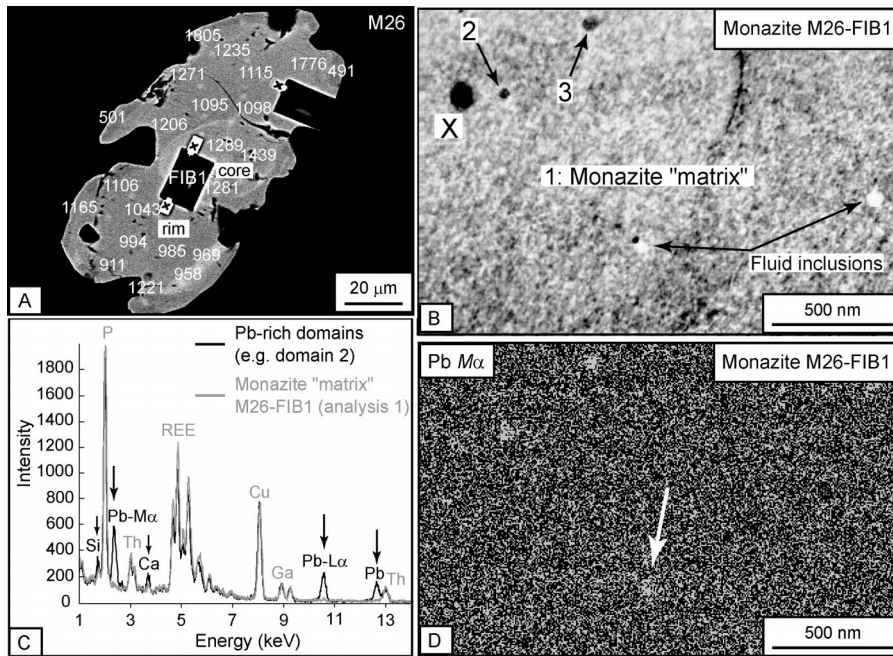 M26
1805
1235
1776
1271
1115
491
1095
1098
501
1206
1289
1439
core
FIB1
281
1106
1165
1043
rim
994
985
969
911
958
1221
A
20 µm
Monazite M26-FIB1
2
3
X
1: Monazite "matrix"
Fluid inclusions
B
500 nm
P
Pb-rich domains
(e.g. domain 2)
Monazite "matrix"
M26-FIB1 (analysis 1)
1800
1600
1400
1200
1000
800
600
400
200
0
Intensity
REE
Cu
Pb-Mα
Si
Th
Ca
Pb-Lα
Ga
Pb
Th
1 3 5 7 9 11 13
Energy (keV)
C
Pb Mα
Monazite M26-FIB1
D
500 nm